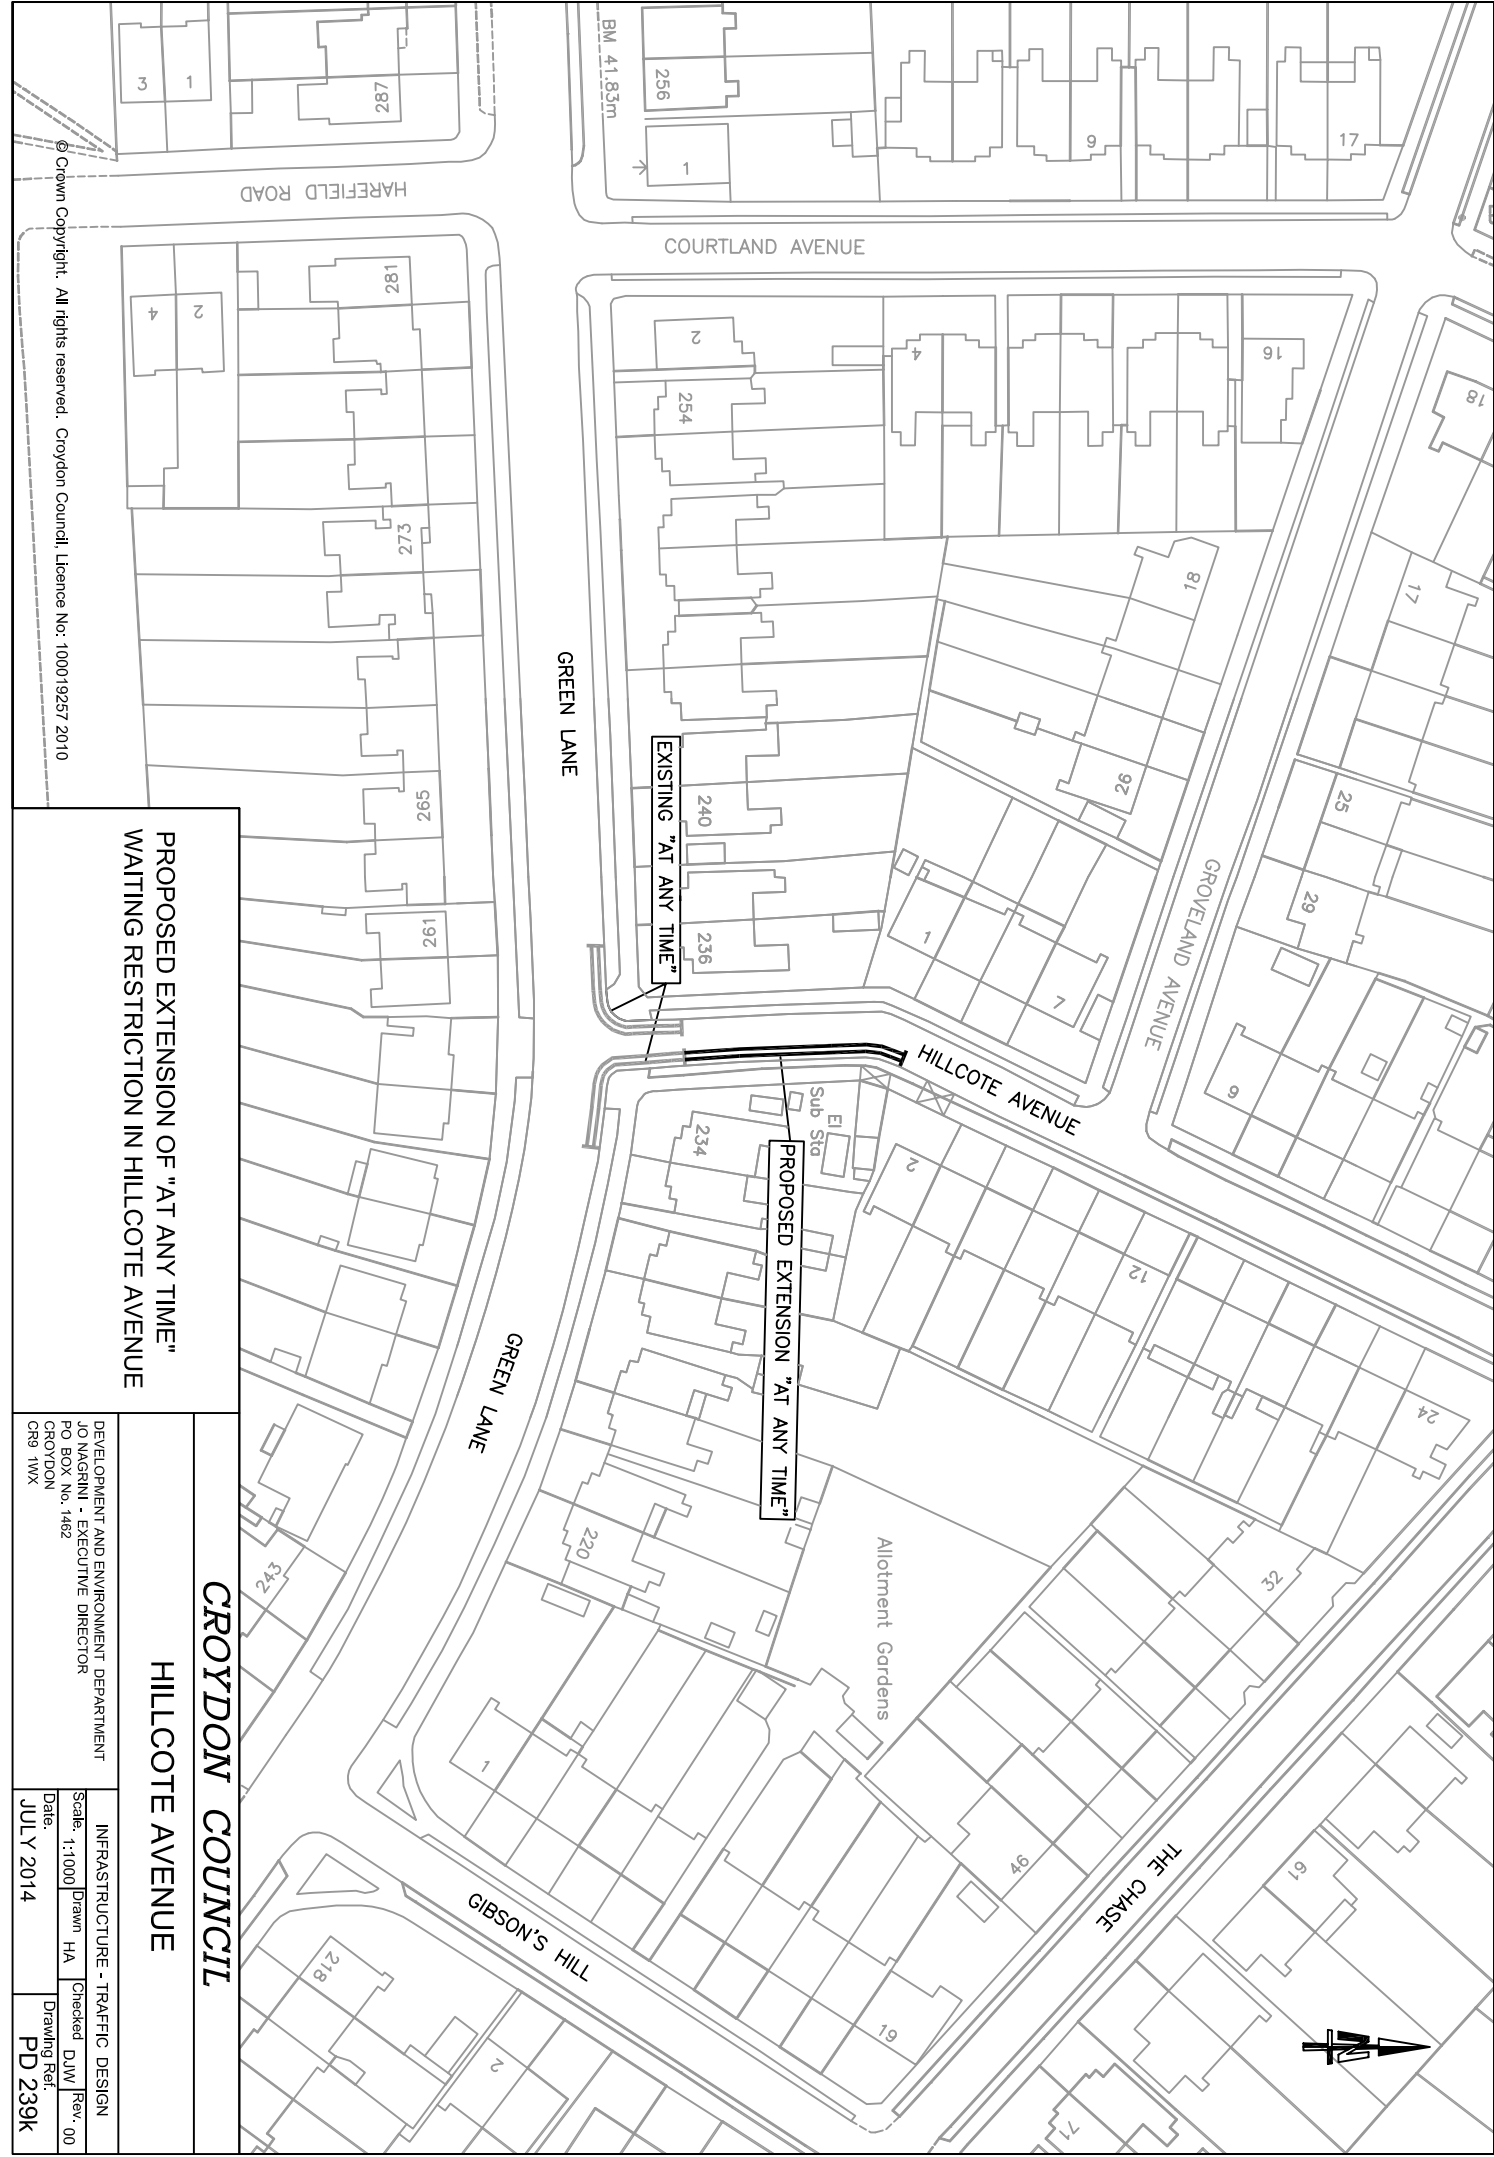 BM 41.83m
256
1
9
17
287
3
1
HAREFIELD ROAD
COURTLAND AVENUE
281
2
4
2
254
4
16
18
273
265
261
GREEN LANE
240
236
EXISTING "AT ANY TIME"
18
26
17
25
29
GROVELAND AVENUE
1
7
9
HILLCOTE AVENUE
234
El
Sub Sta
2
12
24
PROPOSED EXTENSION "AT ANY TIME"
GREEN LANE
220
243
Allotment Gardens
32
46
61
71
THE CHASE
1
19
GIBSON'S HILL
218
2
N
© Crown Copyright. All rights reserved. Croydon Council, Licence No: 100019257 2010
PROPOSED EXTENSION OF "AT ANY TIME"
WAITING RESTRICTION IN HILLCOTE AVENUE
CROYDON COUNCIL
HILLCOTE AVENUE
DEVELOPMENT AND ENVIRONMENT DEPARTMENT
JO NAGRINI - EXECUTIVE DIRECTOR
PO BOX No. 1462
CROYDON
CR9 1WX
INFRASTRUCTURE - TRAFFIC DESIGN
Scale. 1:1000 Drawn HA Checked DJW Rev. 00
Date. JULY 2014
Drawing Ref. PD 239k